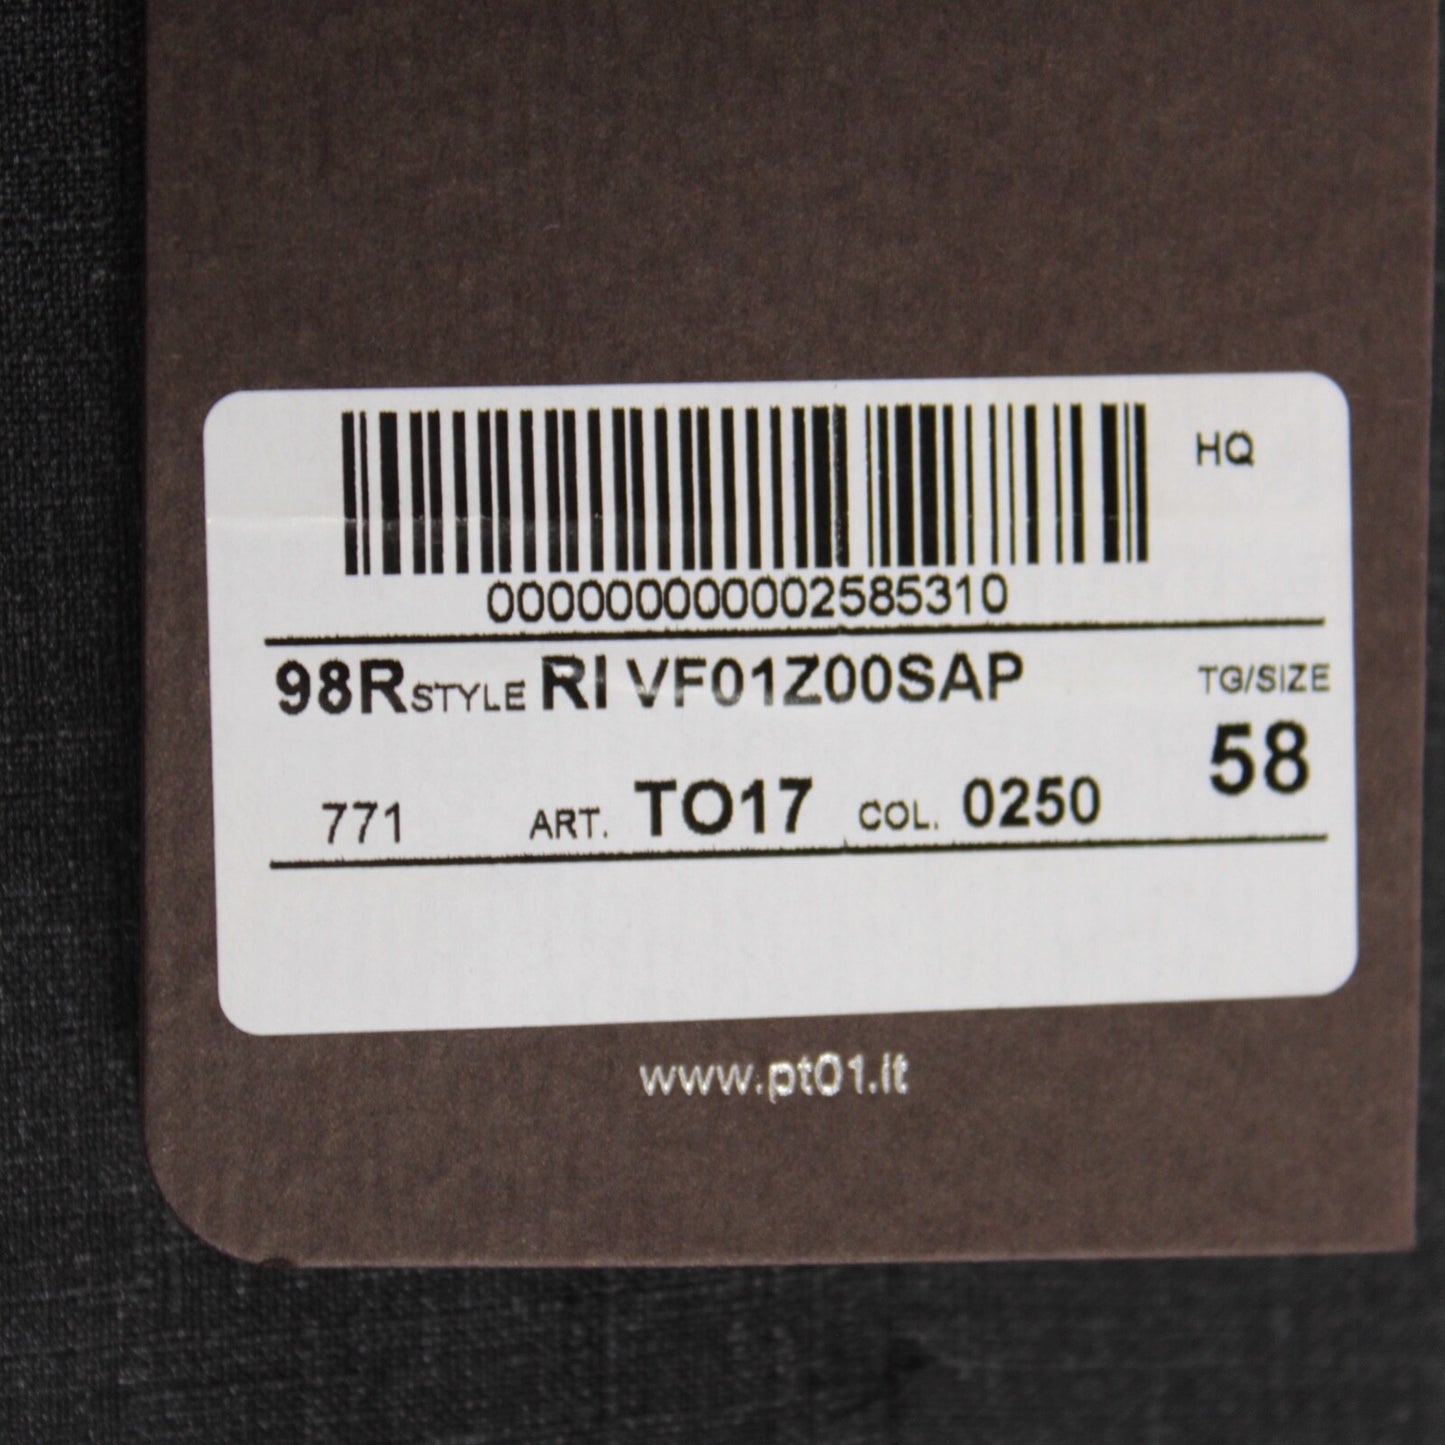 HQ
000000000002585310
98R STYLE RI VF01Z00SAP TG/SIZE
58
771 ART. TO17 COL. 0250
www.pt01.it